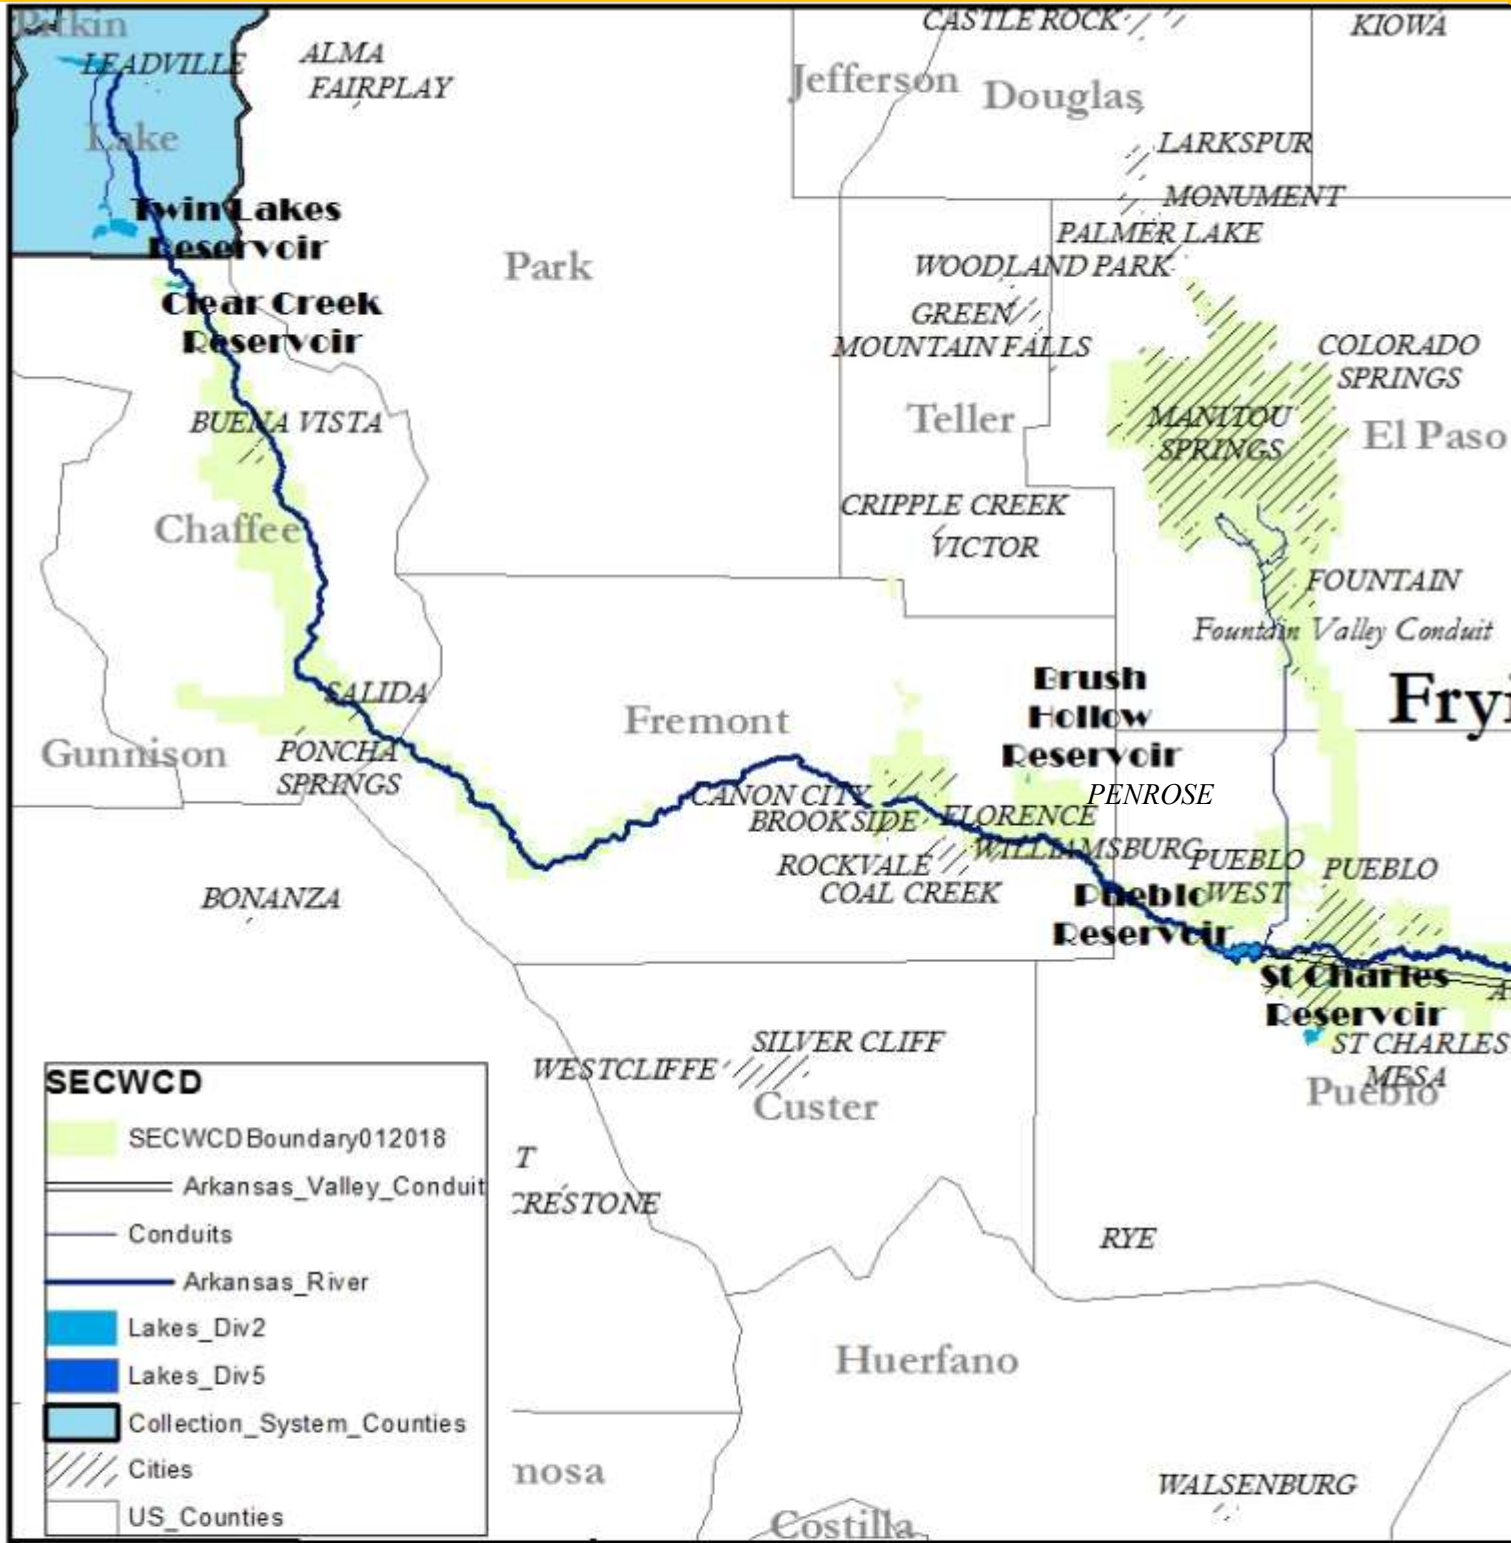 Pitkin
LEADVILLE
ALMA
FAIRPLAY
CASTLE ROCK
KIOWA
Jefferson
Douglas
Lake
LARKSPUR
MONUMENT
Twin Lakes
Reservoir
PALMER LAKE
Park
WOODLAND PARK
Clear Creek
Reservoir
GREEN
MOUNTAIN FALLS
COLORADO
SPRINGS
BUENA VISTA
Teller
MANITOU
SPRINGS
El Paso
CRIPPLE CREEK
VICTOR
Chaffee
FOUNTAIN
Fountain Valley Conduit
Brush
Hollow
Reservoir
SALIDA
Fremont
Fryi
Gunnison
PONCHA
SPRINGS
CANON CITY
BROOKSIDE
FLORENCE
PENROSE
ROCKVALE
WILLIAMSBURG
COAL CREEK
PUEBLO
WEST
PUEBLO
BONANZA
Pueblo
Reservoir
St Charles
Reservoir
A
SILVER CLIFF
WESTCLIFFE
ST CHARLES
MESA
Custer
Pueblo
T
CRESTONE
RYE
Huerfano
mosa
WALSENBURG
Costilla
SECWCD
SECWCDBoundary012018
Arkansas_Valley_Conduit
Conduits
Arkansas_River
Lakes_Div2
Lakes_Div5
Collection_System_Counties
Cities
US_Counties